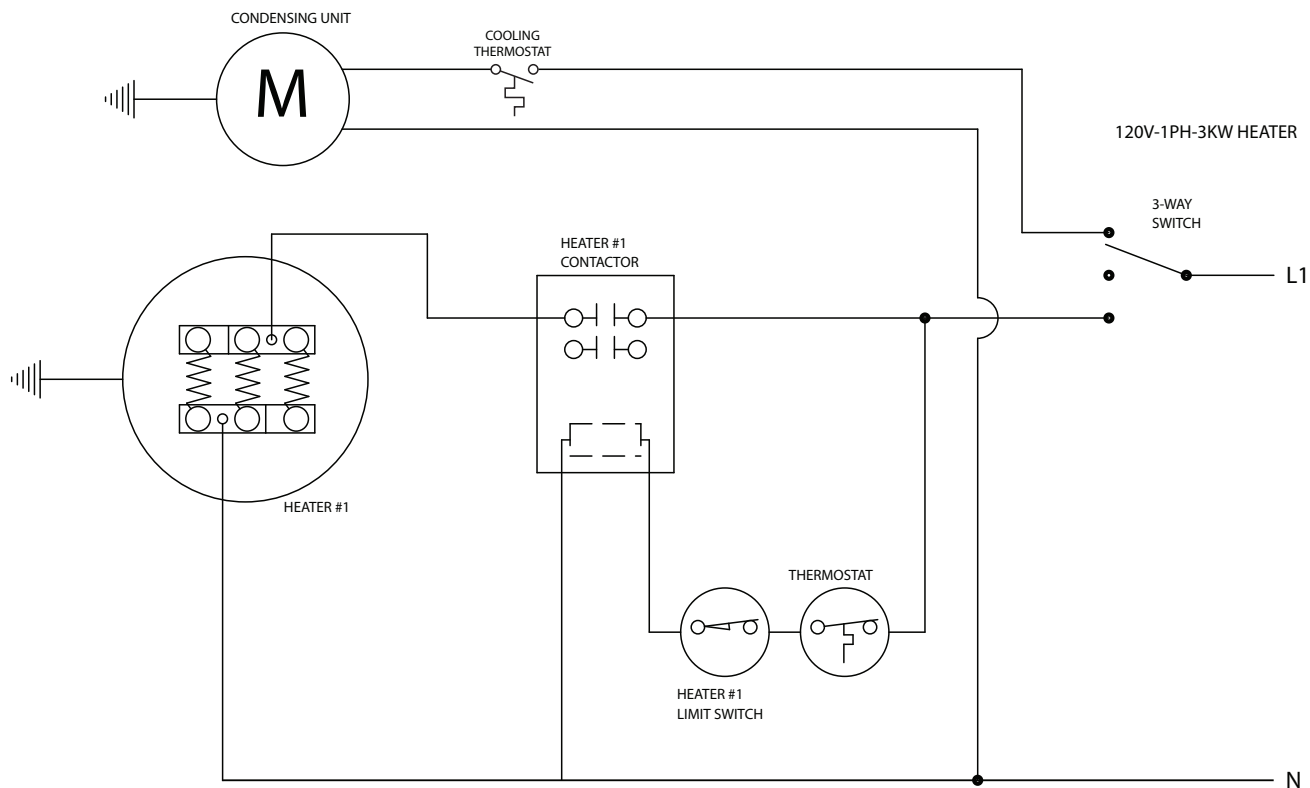 CONDENSING UNIT
COOLING
THERMOSTAT
M
120V-1PH-3KW HEATER
3-WAY
SWITCH
HEATER #1
CONTACTOR
L1
HEATER #1
THERMOSTAT
HEATER #1
LIMIT SWITCH
N